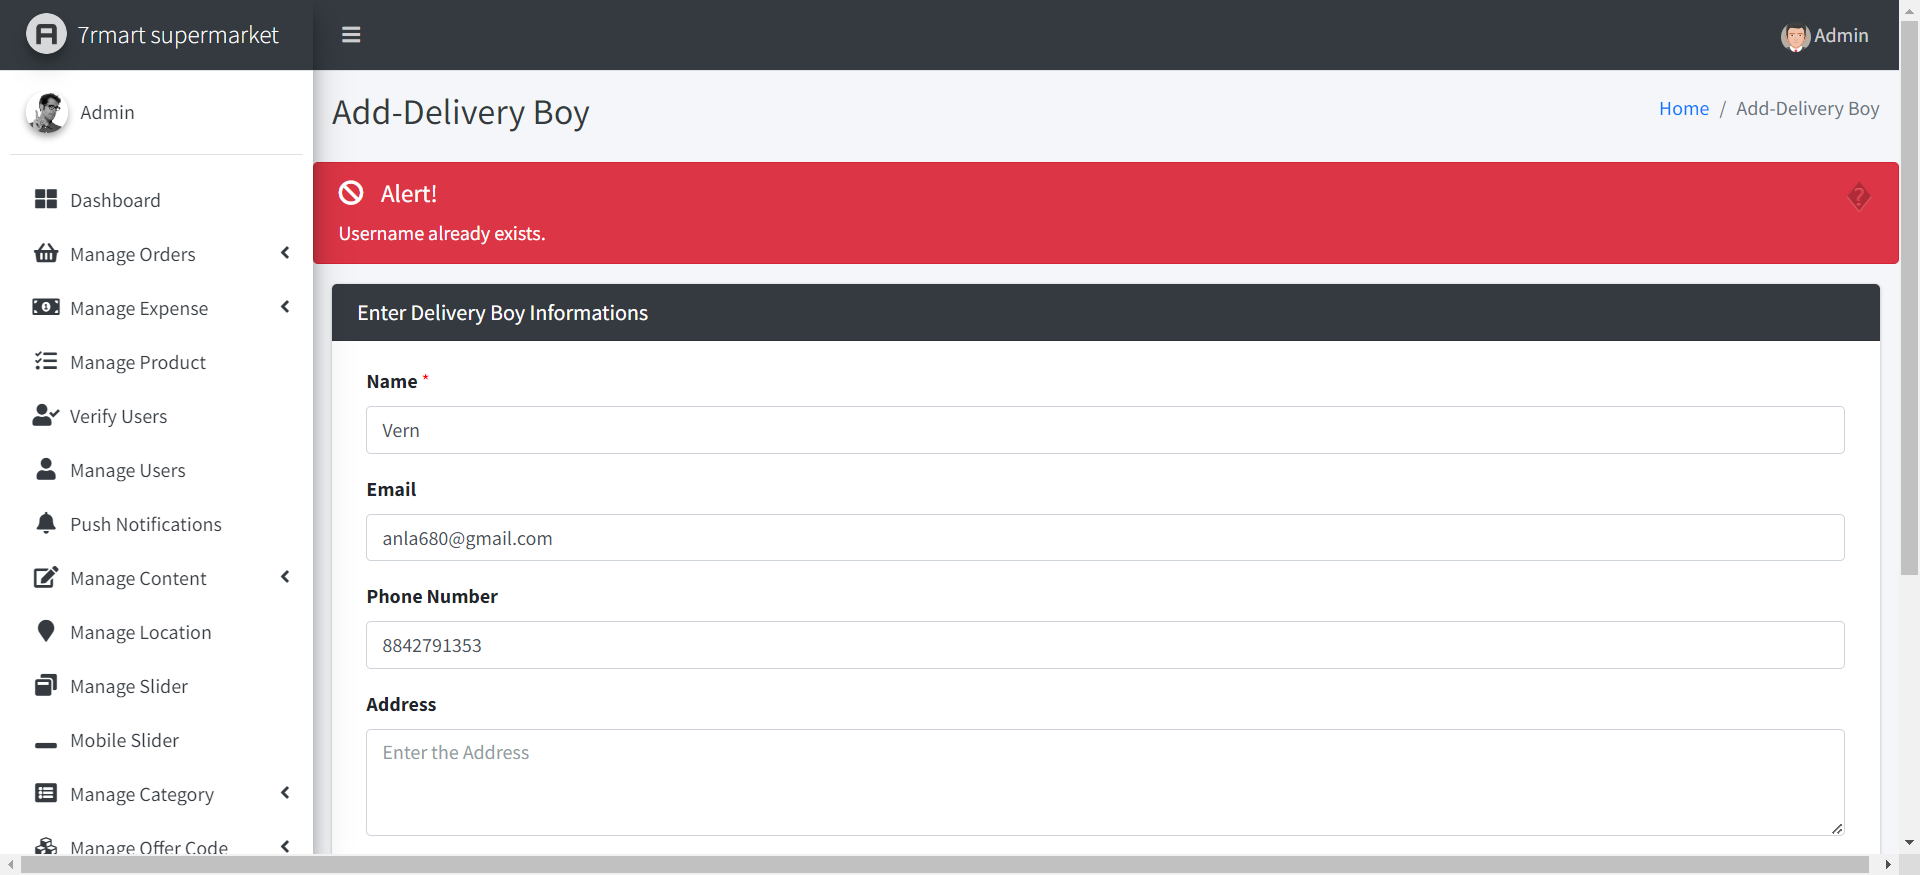 7rmart supermarket
Admin
Admin
Dashboard
Manage Orders
Manage Expense
Manage Product
Verify Users
Manage Users
Push Notifications
Manage Content
Manage Location
Manage Slider
Mobile Slider
Manage Category
Manage Offer Code
Add-Delivery Boy
Home / Add-Delivery Boy
Alert!
Username already exists.
Enter Delivery Boy Informations
Name *
Vern
Email
anla680@gmail.com
Phone Number
8842791353
Address
Enter the Address